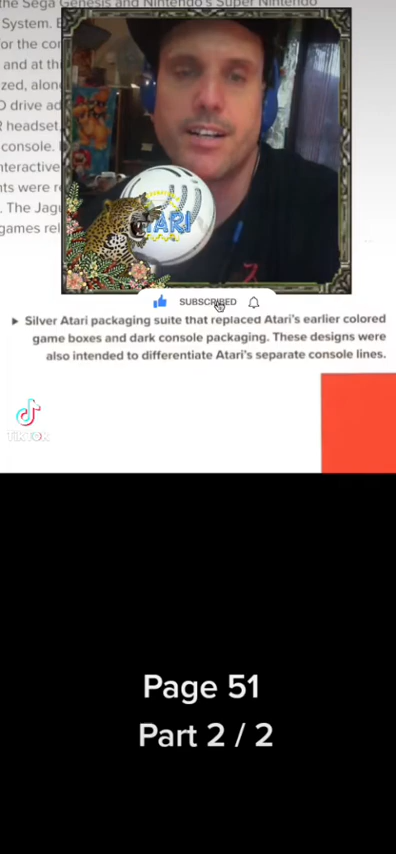 the Sega Genesis and Nintendo's Super Nintendo
System.
or the cor
and at th
zed, alon
O drive ad
R headset,
console.
nteractive
nts were r
. The Jag
games rel
ATARI
SUBSCRIBED
▶ Silver Atari packaging suite that replaced Atari's earlier colored
game boxes and dark console packaging. These designs were
also intended to differentiate Atari's separate console lines.
TikTok
Page 51
Part 2 / 2